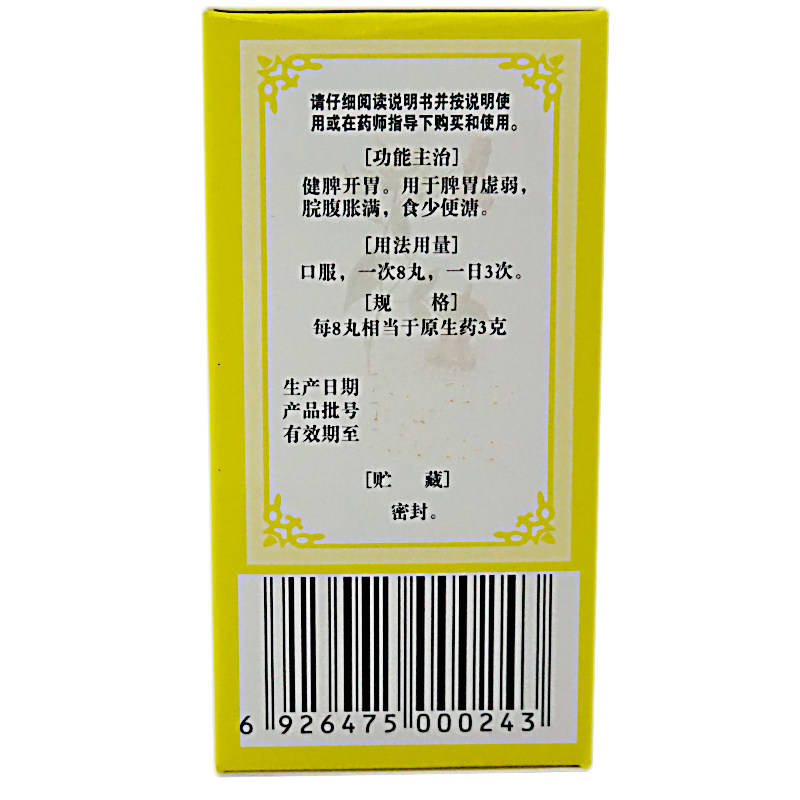 请仔细阅读说明书并按说明使
用或在药师指导下购买和使用。
[功能主治]
健脾开胃。用于脾胃虚弱，
脘腹胀满，食少便溏。
[用法用量]
口服，一次8丸，一日3次。
[规 格]
每8丸相当于原生药3克
生产日期
产品批号
有效期至
[贮 藏]
密封。
6 926475 000243